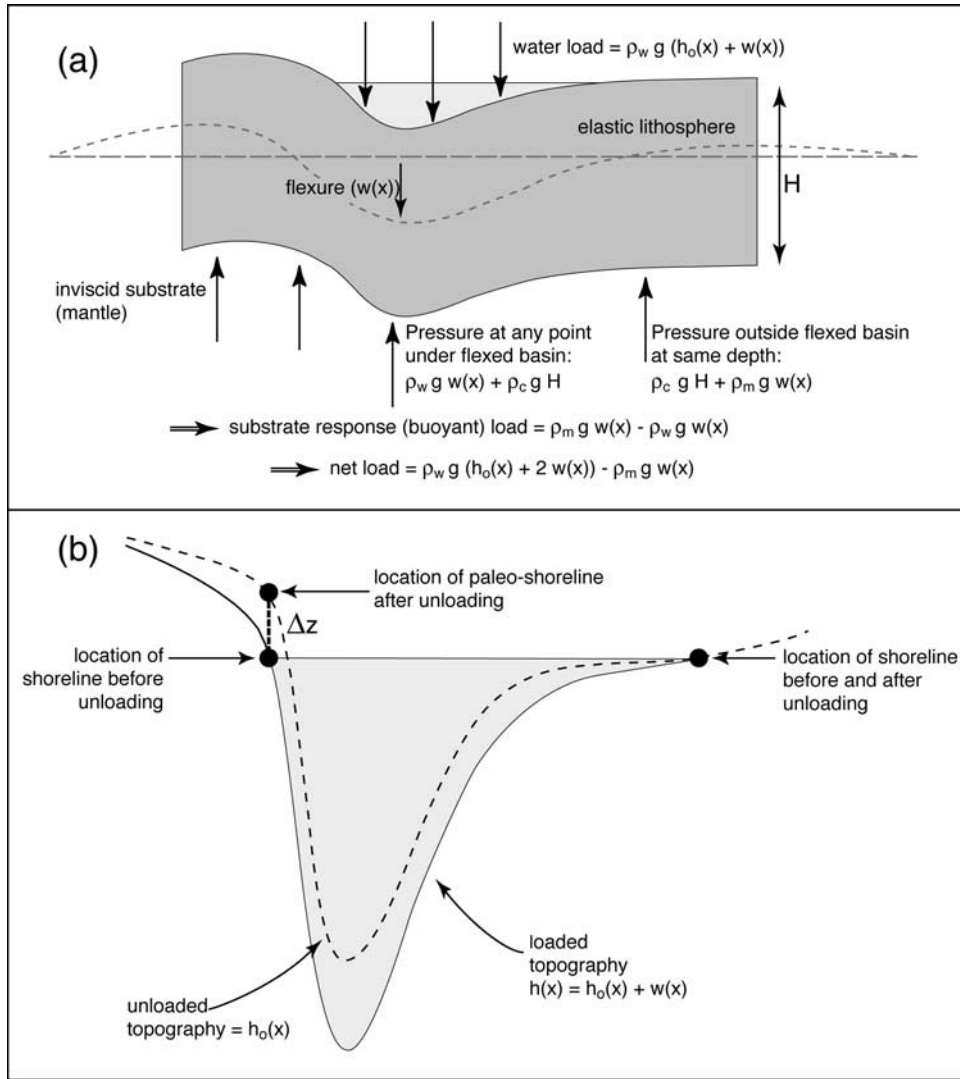 (a)
water load = ρw g (ho(x) + w(x))
elastic lithosphere
flexure (w(x))
H
inviscid substrate
(mantle)
Pressure at any point
under flexed basin:
ρw g w(x) + ρc g H
Pressure outside flexed basin
at same depth:
ρc g H + ρm g w(x)
substrate response (buoyant) load = ρm g w(x) - ρw g w(x)
net load = ρw g (ho(x) + 2 w(x)) - ρm g w(x)
(b)
location of paleo-shoreline
after unloading
Δz
location of
shoreline before
unloading
location of shoreline
before and after
unloading
loaded
topography
h(x) = ho(x) + w(x)
unloaded
topography = ho(x)